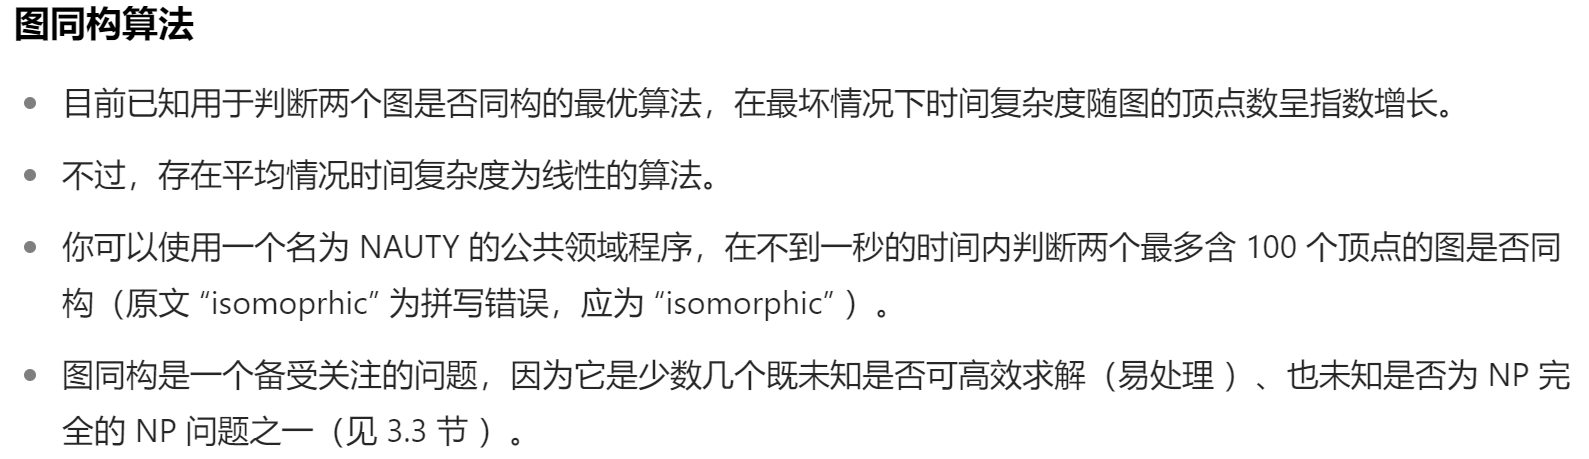 图同构算法
目前已知用于判断两个图是否同构的最优算法，在最坏情况下时间复杂度随图的顶点数呈指数增长。
不过，存在平均情况时间复杂度为线性的算法。
你可以使用一个名为 NAUTY 的公共领域程序，在不到一秒的时间内判断两个最多含 100 个顶点的图是否同
构（原文 “isomoprhic” 为拼写错误，应为 “isomorphic” ）。
图同构是一个备受关注的问题，因为它是少数几个既未知是否可高效求解（易处理 ）、也未知是否为 NP 完
全的 NP 问题之一（见 3.3 节 ）。